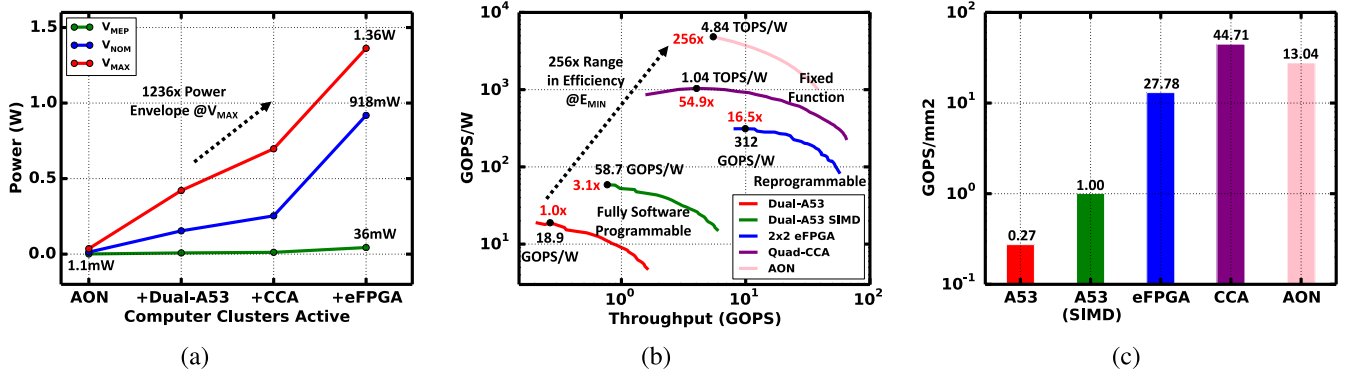 1.5
1.0
0.5
0.0
Power (W)
V_MEP
V_NOM
V_MAX
1.36W
1236x Power
Envelope @V_MAX
918mW
36mW
1.1mW
AON
+Dual-A53
+CCA
+eFPGA
Computer Clusters Active
(a)
10^4
10^3
10^2
10^1
GOPS/W
4.84 TOPS/W
256x
256x Range
in Efficiency
@E_MIN
1.04 TOPS/W
54.9x
Fixed
Function
16.5x
312
GOPS/W
Reprogrammable
58.7 GOPS/W
3.1x
Fully Software
Programmable
1.0x
18.9
GOPS/W
Dual-A53
Dual-A53 SIMD
2x2 eFPGA
Quad-CCA
AON
10^0
10^1
10^2
Throughput (GOPS)
(b)
10^2
10^1
10^0
10^-1
GOPS/mm2
0.27
1.00
27.78
44.71
13.04
A53
A53
(SIMD)
eFPGA
CCA
AON
(c)